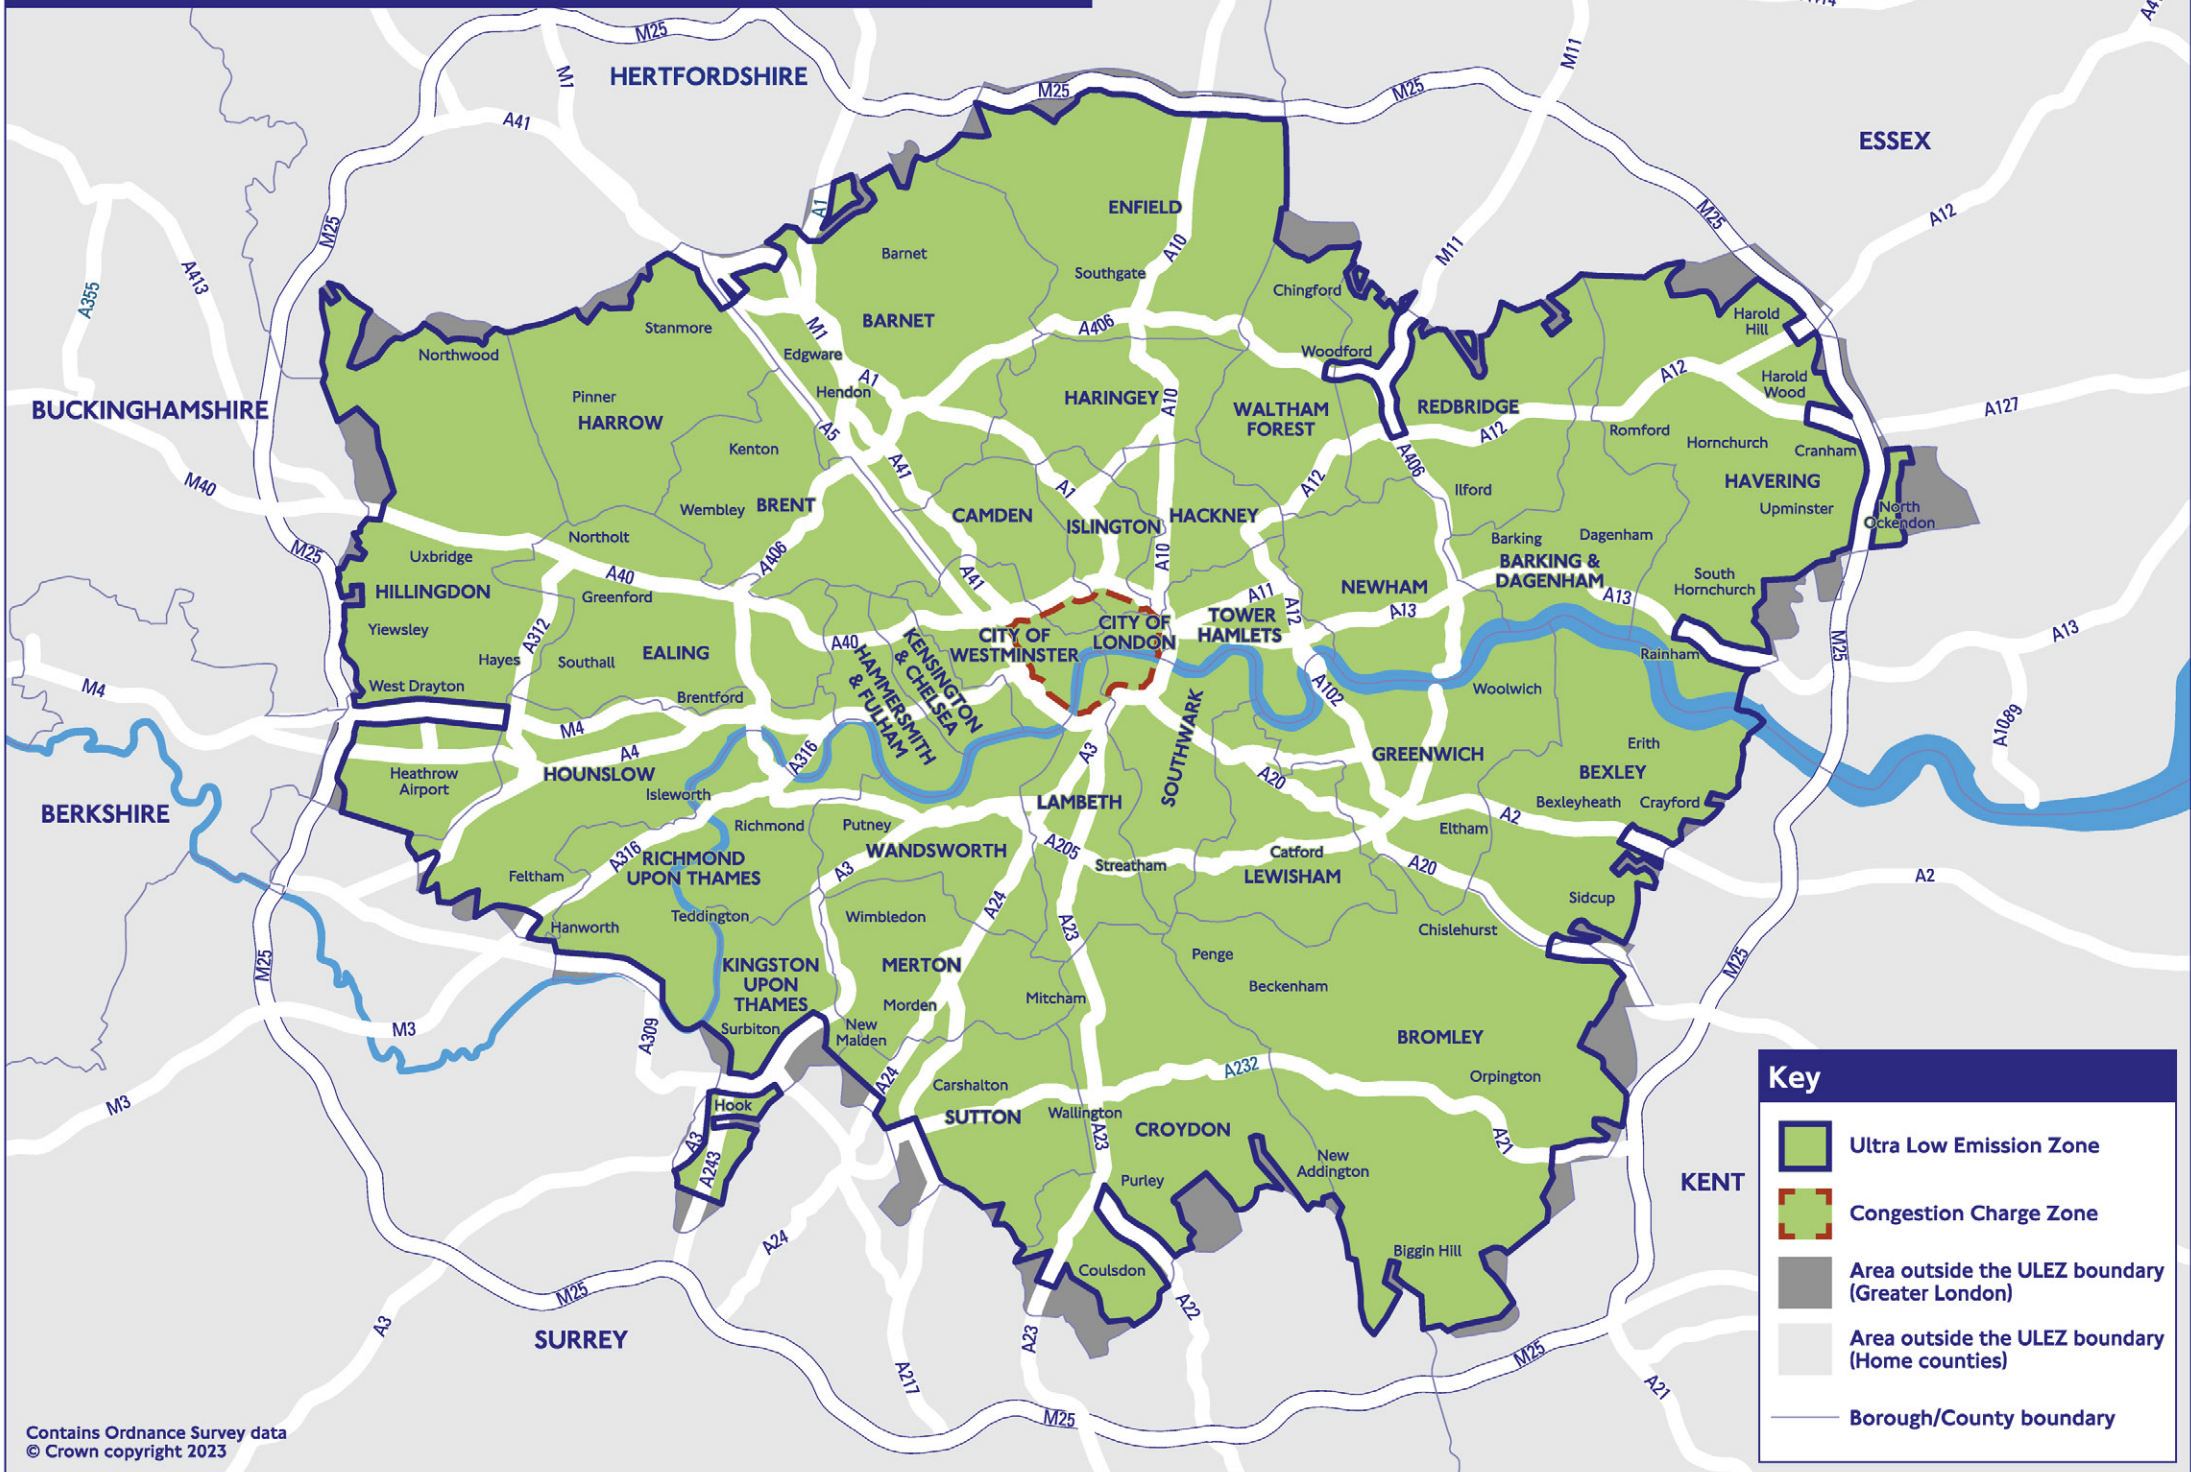 M25
M1
HERTFORDSHIRE
M25
M25
M11
ESSEX
A41
M25
A12
M25
A1
ENFIELD
A10
M11
Barnet
Southgate
Chingford
A355
A413
Harold
Hill
Stanmore
BARNET
M1
A406
Northwood
Edgware
Woodford
Hendon
A1
Pinner
HARROW
HARINGEY
A10
WALTHAM
FOREST
REDBRIDGE
A12
Harold
Wood
A127
BUCKINGHAMSHIRE
A5
A12
Romford
Hornchurch
Cranham
Kenton
A41
A406
HAVERING
M40
A1
A12
Ilford
Upminster
North
Ockendon
Wembley
BRENT
CAMDEN
ISLINGTON
HACKNEY
Northolt
Barking
Dagenham
M25
Uxbridge
A406
A10
BARKING &
DAGENHAM
HILLINGDON
A40
Greenford
A41
NEWHAM
South
Hornchurch
A11
A12
A13
A13
Yiewsley
A312
CITY OF
WESTMINSTER
CITY OF
LONDON
TOWER
HAMLETS
A13
Hayes
Southall
EALING
A40
KENSINGTON
& CHELSEA
HAMMERSMITH
& FULHAM
Rainham
M25
M4
West Drayton
Brentford
A102
Woolwich
M4
A4
A316
SOUTHWARK
A1089
Heathrow
Airport
HOUNSLOW
A3
GREENWICH
Erith
BEXLEY
A20
Isleworth
LAMBETH
Bexleyheath
Crayford
BERKSHIRE
Richmond
Putney
Eltham
A2
A316
RICHMOND
UPON THAMES
WANDSWORTH
A205
Streatham
Catford
LEWISHAM
A20
A2
Feltham
A3
Sidcup
Teddington
Wimbledon
A24
A23
Hanworth
Chislehurst
M25
KINGSTON
UPON
THAMES
MERTON
Penge
M25
Mitcham
Beckenham
Morden
M3
A309
Surbiton
New
Malden
BROMLEY
A24
Carshalton
A232
Orpington
M3
Hook
SUTTON
Wallington
A23
CROYDON
A3
A243
A21
New
Addington
Purley
KENT
A24
Biggin Hill
Coulsdon
M25
A22
A3
SURREY
A23
M25
A217
A21
M25
Key
Ultra Low Emission Zone
Congestion Charge Zone
Area outside the ULEZ boundary
(Greater London)
Area outside the ULEZ boundary
(Home counties)
Borough/County boundary
Contains Ordnance Survey data
© Crown copyright 2023